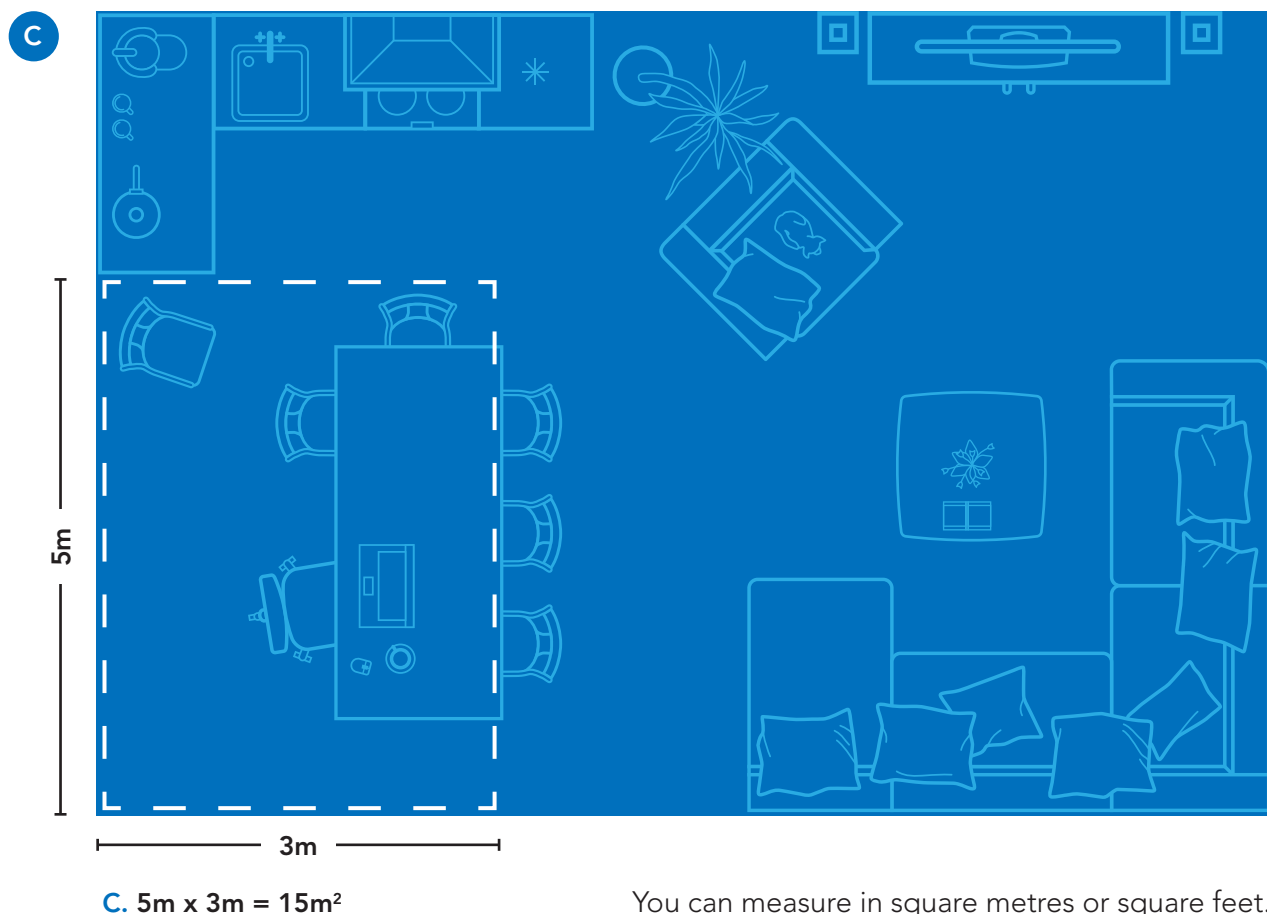 C
5m
3m
C. 5m x 3m = 15m²
You can measure in square metres or square feet.